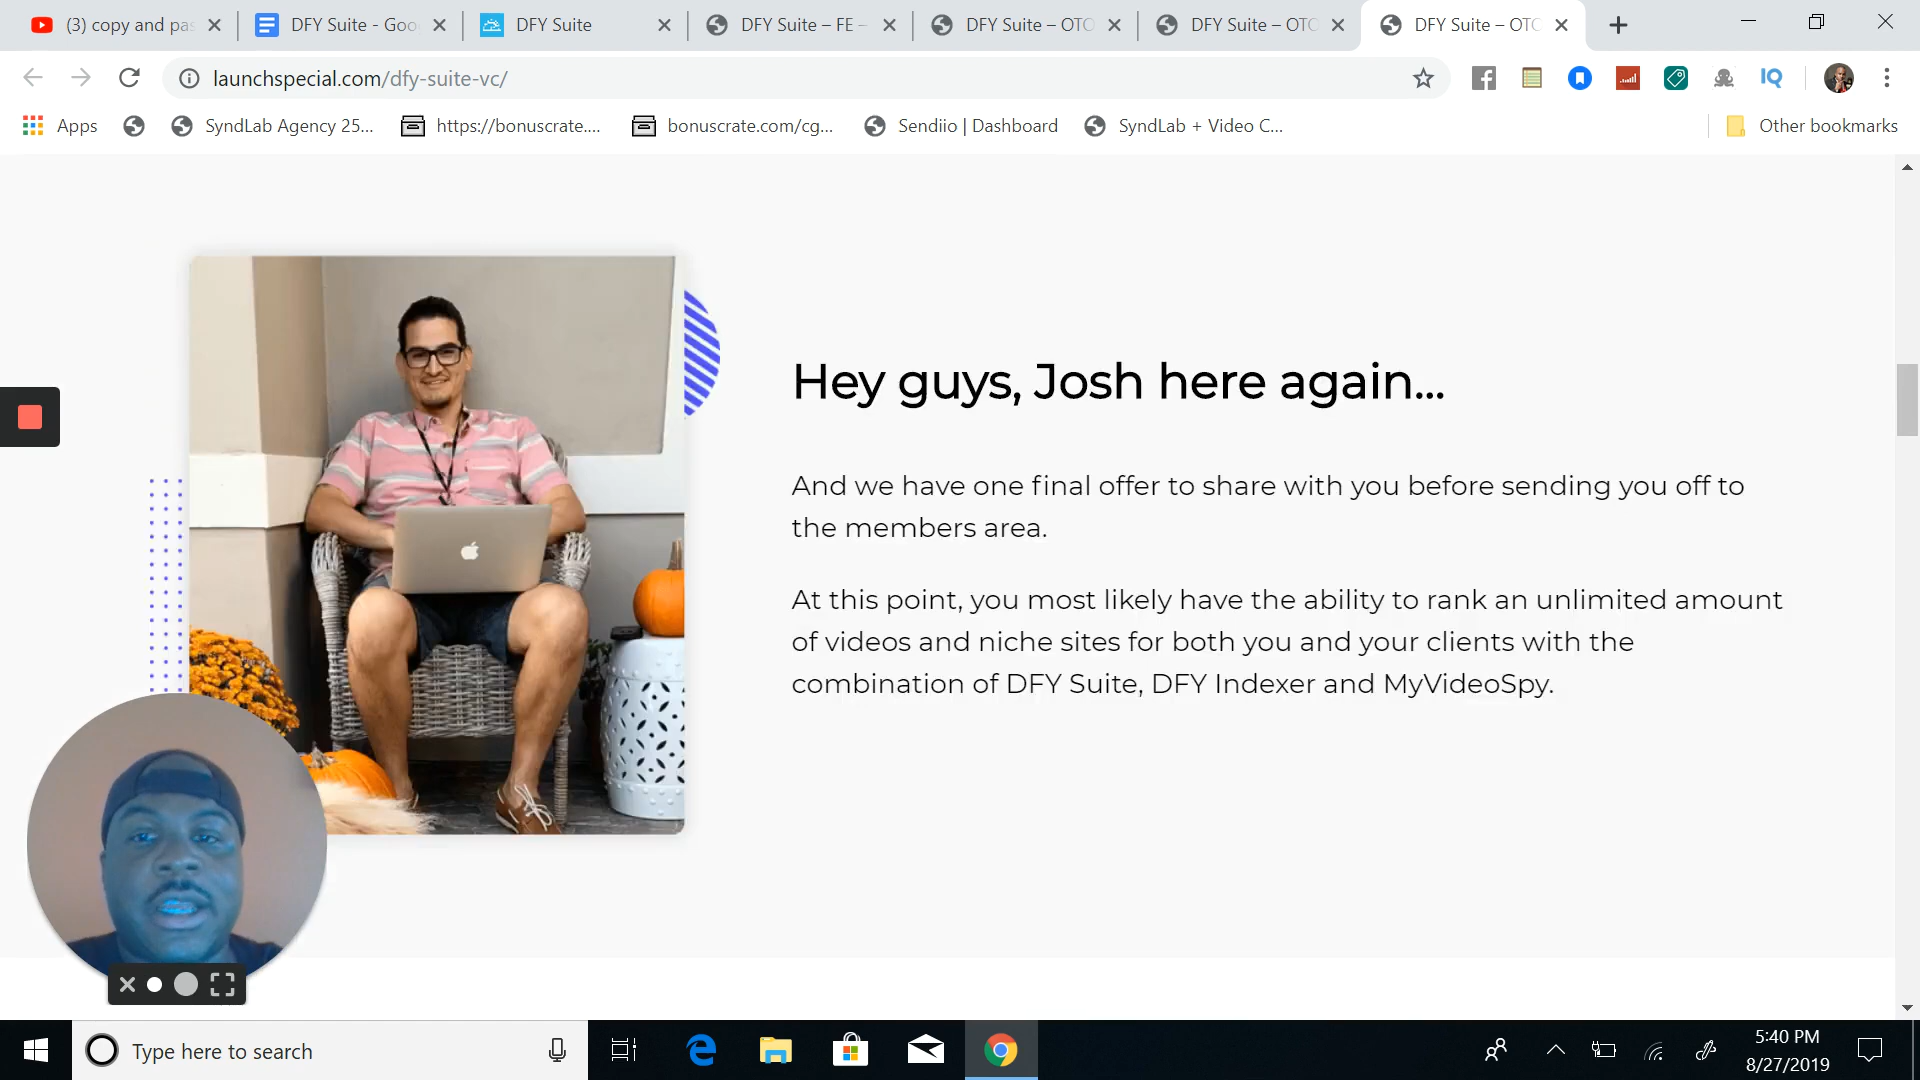 (3) copy and pas
DFY Suite - Goo
DFY Suite
DFY Suite – FE –
DFY Suite – OTO
DFY Suite – OTO
DFY Suite – OTO
launchspecial.com/dfy-suite-vc/
Apps
SyndLab Agency 25...
https://bonuscrate....
bonuscrate.com/cg...
Sendiio | Dashboard
SyndLab + Video C...
Other bookmarks
IQ
Hey guys, Josh here again...
And we have one final offer to share with you before sending you off to
the members area.
At this point, you most likely have the ability to rank an unlimited amount
of videos and niche sites for both you and your clients with the
combination of DFY Suite, DFY Indexer and MyVideoSpy.
Type here to search
5:40 PM
8/27/2019